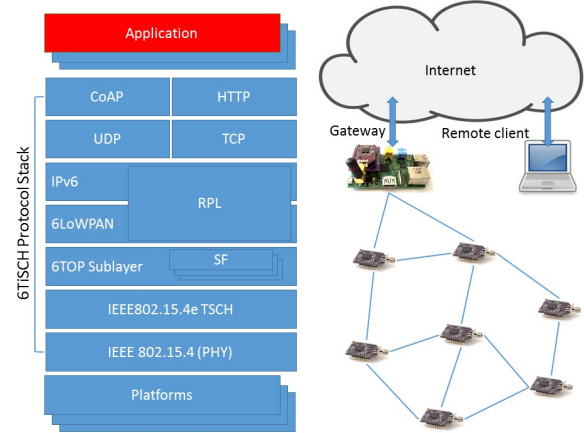 Application
CoAP
HTTP
UDP
TCP
IPv6
RPL
6LoWPAN
6TOP Sublayer
SF
IEEE802.15.4e TSCH
IEEE 802.15.4 (PHY)
Platforms
6TiSCH Protocol Stack
Internet
Gateway
Remote client